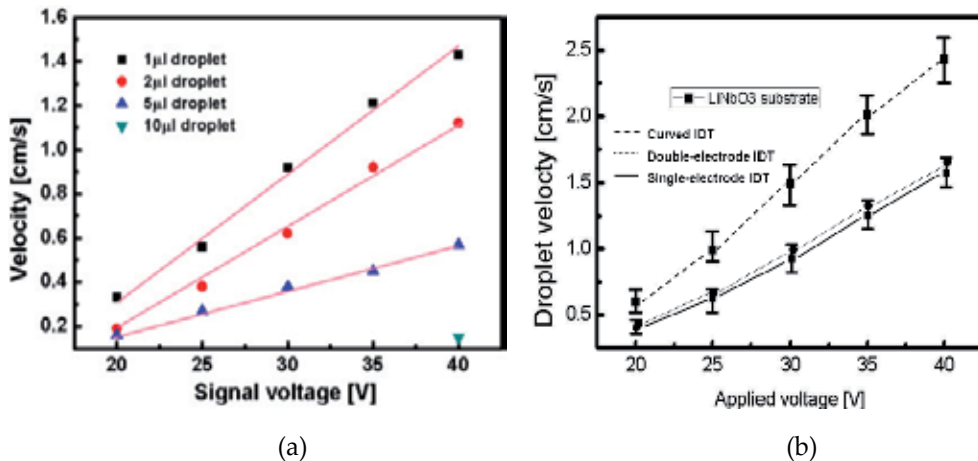 1.6
1.4
1.2
1.0
0.8
0.6
0.4
0.2
Velocity [cm/s]
1μl droplet
2μl droplet
5μl droplet
10μl droplet
20 25 30 35 40
Signal voltage [V]
(a)
2.5
2.0
1.5
1.0
0.5
Droplet velocty [cm/s]
LiNbO3 substrate
Curved IDT
Double-electrode IDT
Single-electrode IDT
20 25 30 35 40
Applied voltage [V]
(b)